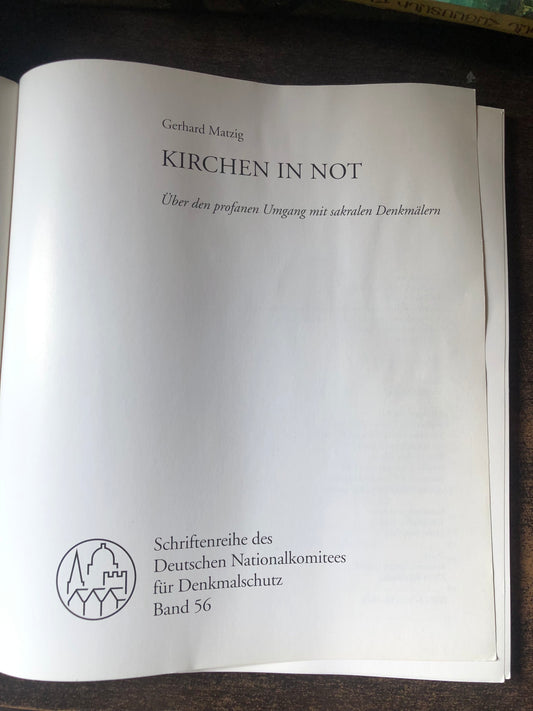 Gerhard Matzig
KIRCHEN IN NOT
Über den profanen Umgang mit sakralen Denkmälern
Schriftenreihe des
Deutschen Nationalkomitees
für Denkmalschutz
Band 56